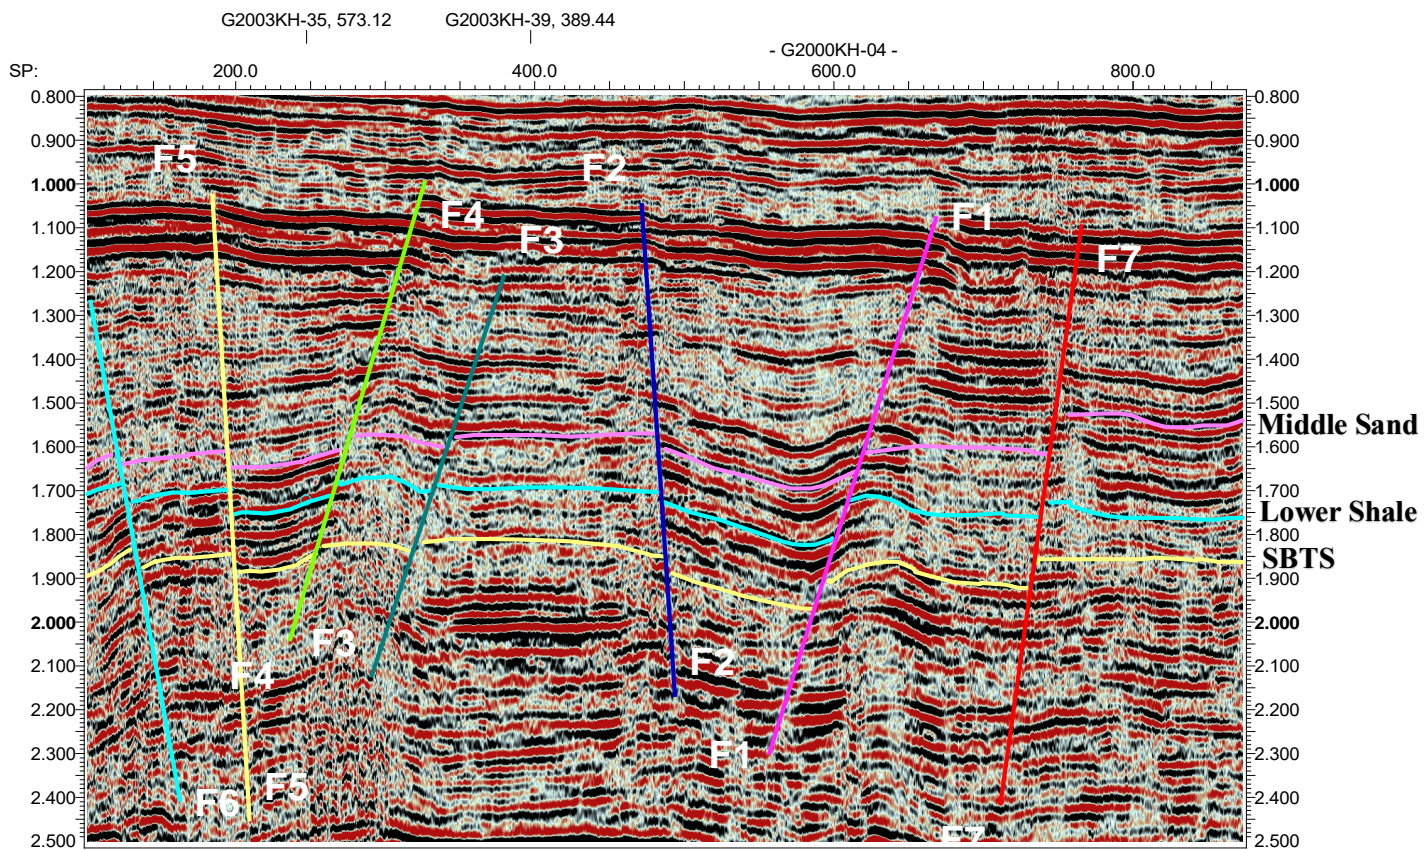 G2003KH-35, 573.12 G2003KH-39, 389.44
- G2000KH-04 -
SP: 200.0 400.0 600.0 800.0
0.800 0.800
0.900 0.900
F5 F2
1.000 1.000
F4 F1
1.100 1.100
F3 F7
1.200 1.200
1.300 1.300
1.400 1.400
1.500 1.500
Middle Sand
1.600 1.600
1.700 1.700
Lower Shale
1.800 1.800
SBTS
1.900 1.900
2.000 2.000
F3
2.100 2.100
F4 F2
2.200 2.200
2.300 2.300
F1
F5
2.400 2.400
F6
2.500 2.500
F7